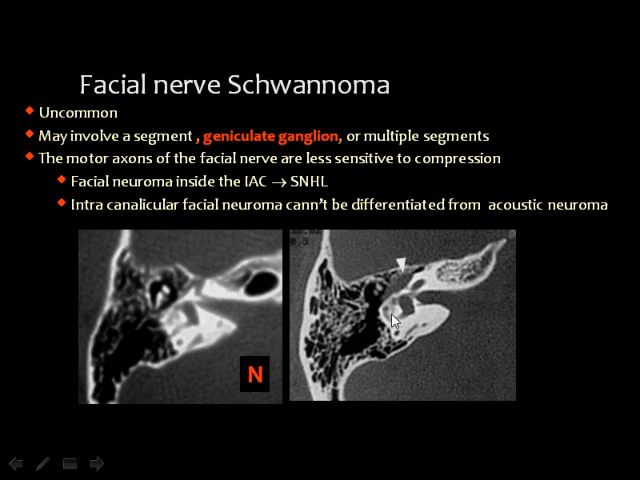 Facial nerve Schwannoma
Uncommon
May involve a segment , geniculate ganglion, or multiple segments
The motor axons of the facial nerve are less sensitive to compression
Facial neuroma inside the IAC → SNHL
Intra canalicular facial neuroma cann't be differentiated from acoustic neuroma
N